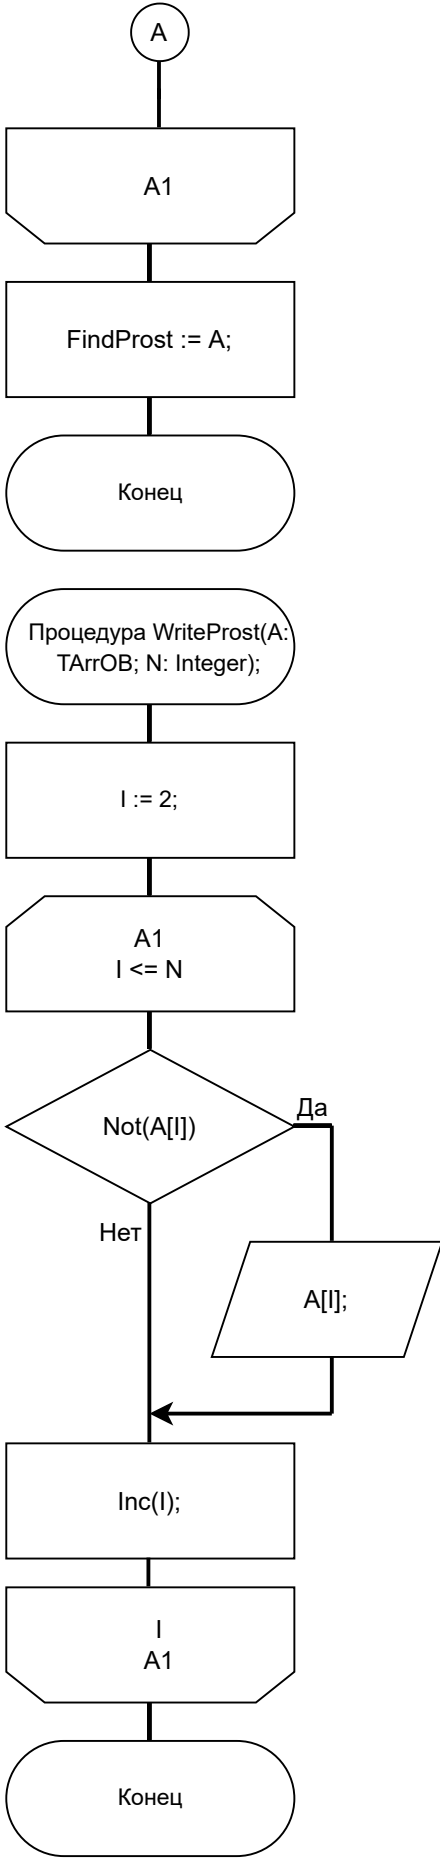 A
A1
FindProst := A;
Конец
Процедура WriteProst(A:
TArrOB; N: Integer);
I := 2;
A1
I <= N
Not(A[I])
Да
Нет
A[I];
Inc(I);
I
A1
Конец